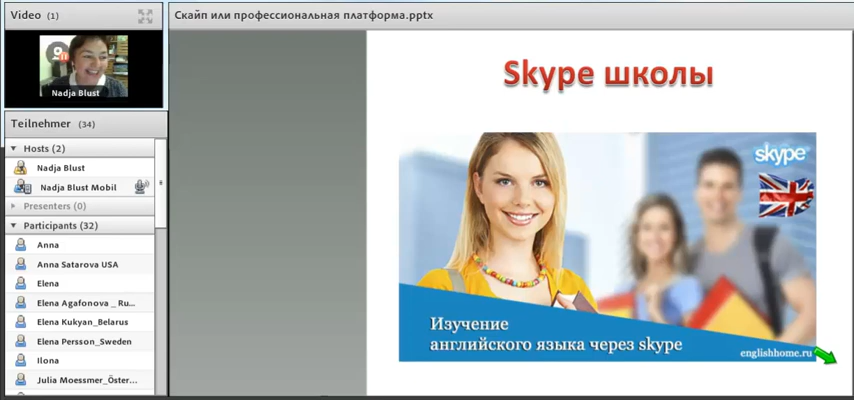 Video (1)
Nadja Blust
Teilnehmer (34)
Hosts (2)
Nadja Blust
Nadja Blust Mobil
Presenters (0)
Participants (32)
Anna
Anna Satarova USA
Elena
Elena Agafonova _ Ru...
Elena Kukyan_Belarus
Elena Persson_Sweden
Ilona
Julia Moessmer_Öster...
Скайп или профессиональная платформа.pptx
Skype школы
skype
Изучение
английского языка через skype
englishhome.ru